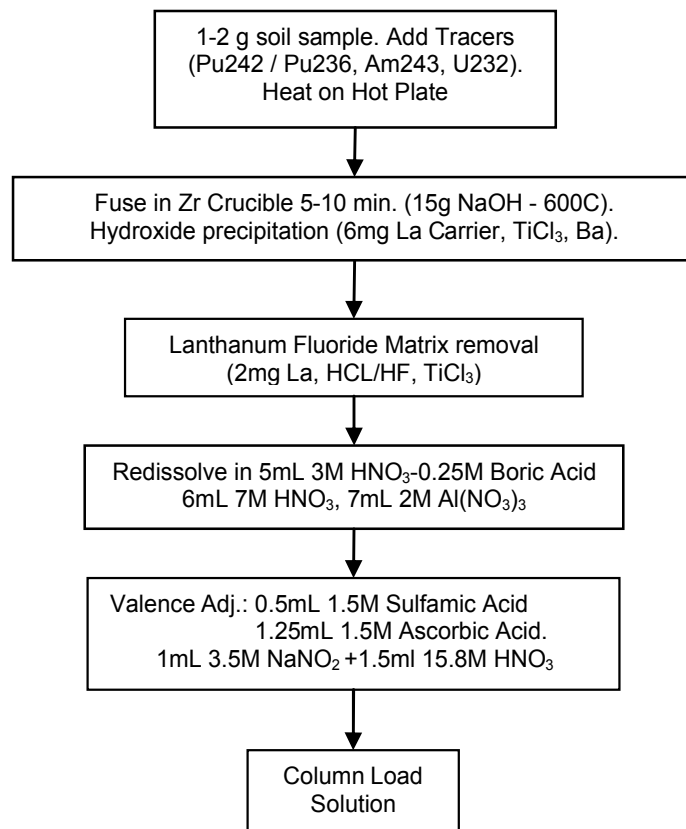 1-2 g soil sample. Add Tracers
(Pu242 / Pu236, Am243, U232).
Heat on Hot Plate
Fuse in Zr Crucible 5-10 min. (15g NaOH - 600C).
Hydroxide precipitation (6mg La Carrier, TiCl₃, Ba).
Lanthanum Fluoride Matrix removal
(2mg La, HCL/HF, TiCl₃)
Redissolve in 5mL 3M HNO₃-0.25M Boric Acid
6mL 7M HNO₃, 7mL 2M Al(NO₃)₃
Valence Adj.: 0.5mL 1.5M Sulfamic Acid
1.25mL 1.5M Ascorbic Acid.
1mL 3.5M NaNO₂ +1.5ml 15.8M HNO₃
Column Load
Solution